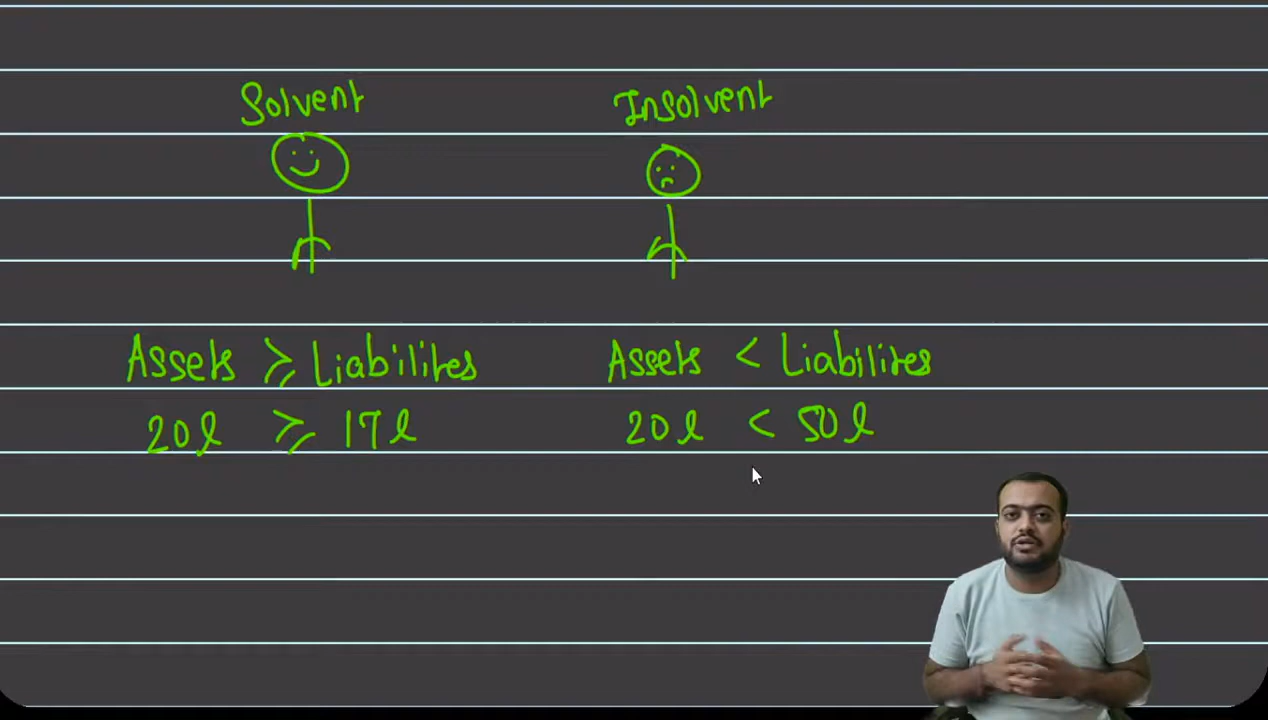 Solvent Insolvent
Assets ≥ Liabilites Assets < Liabilites
20l ≥ 17l 20l < 50l